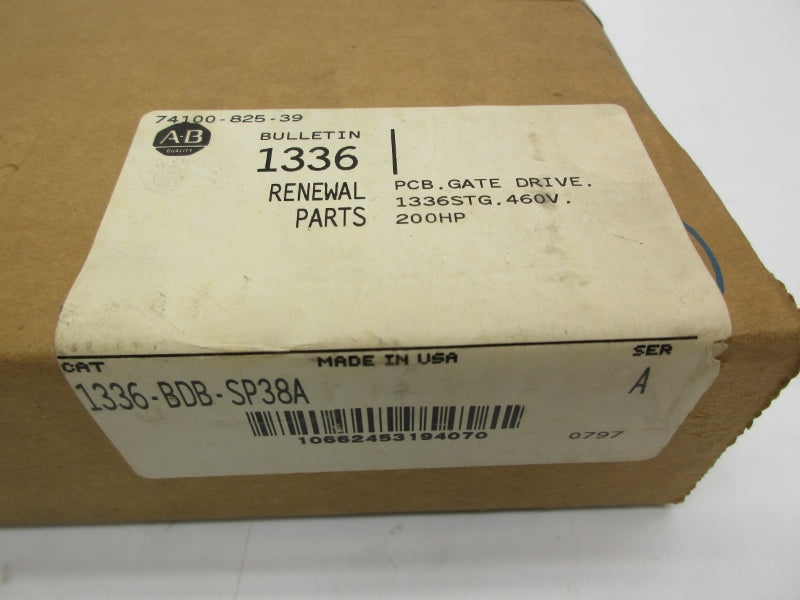 74100-825-39
A-B
QUALITY
BULLETIN
1336
RENEWAL
PARTS
PCB.GATE DRIVE.
1336STG.460V.
200HP
CAT MADE IN USA SER
1336-BDB-SP38A A
10662453194070 0797